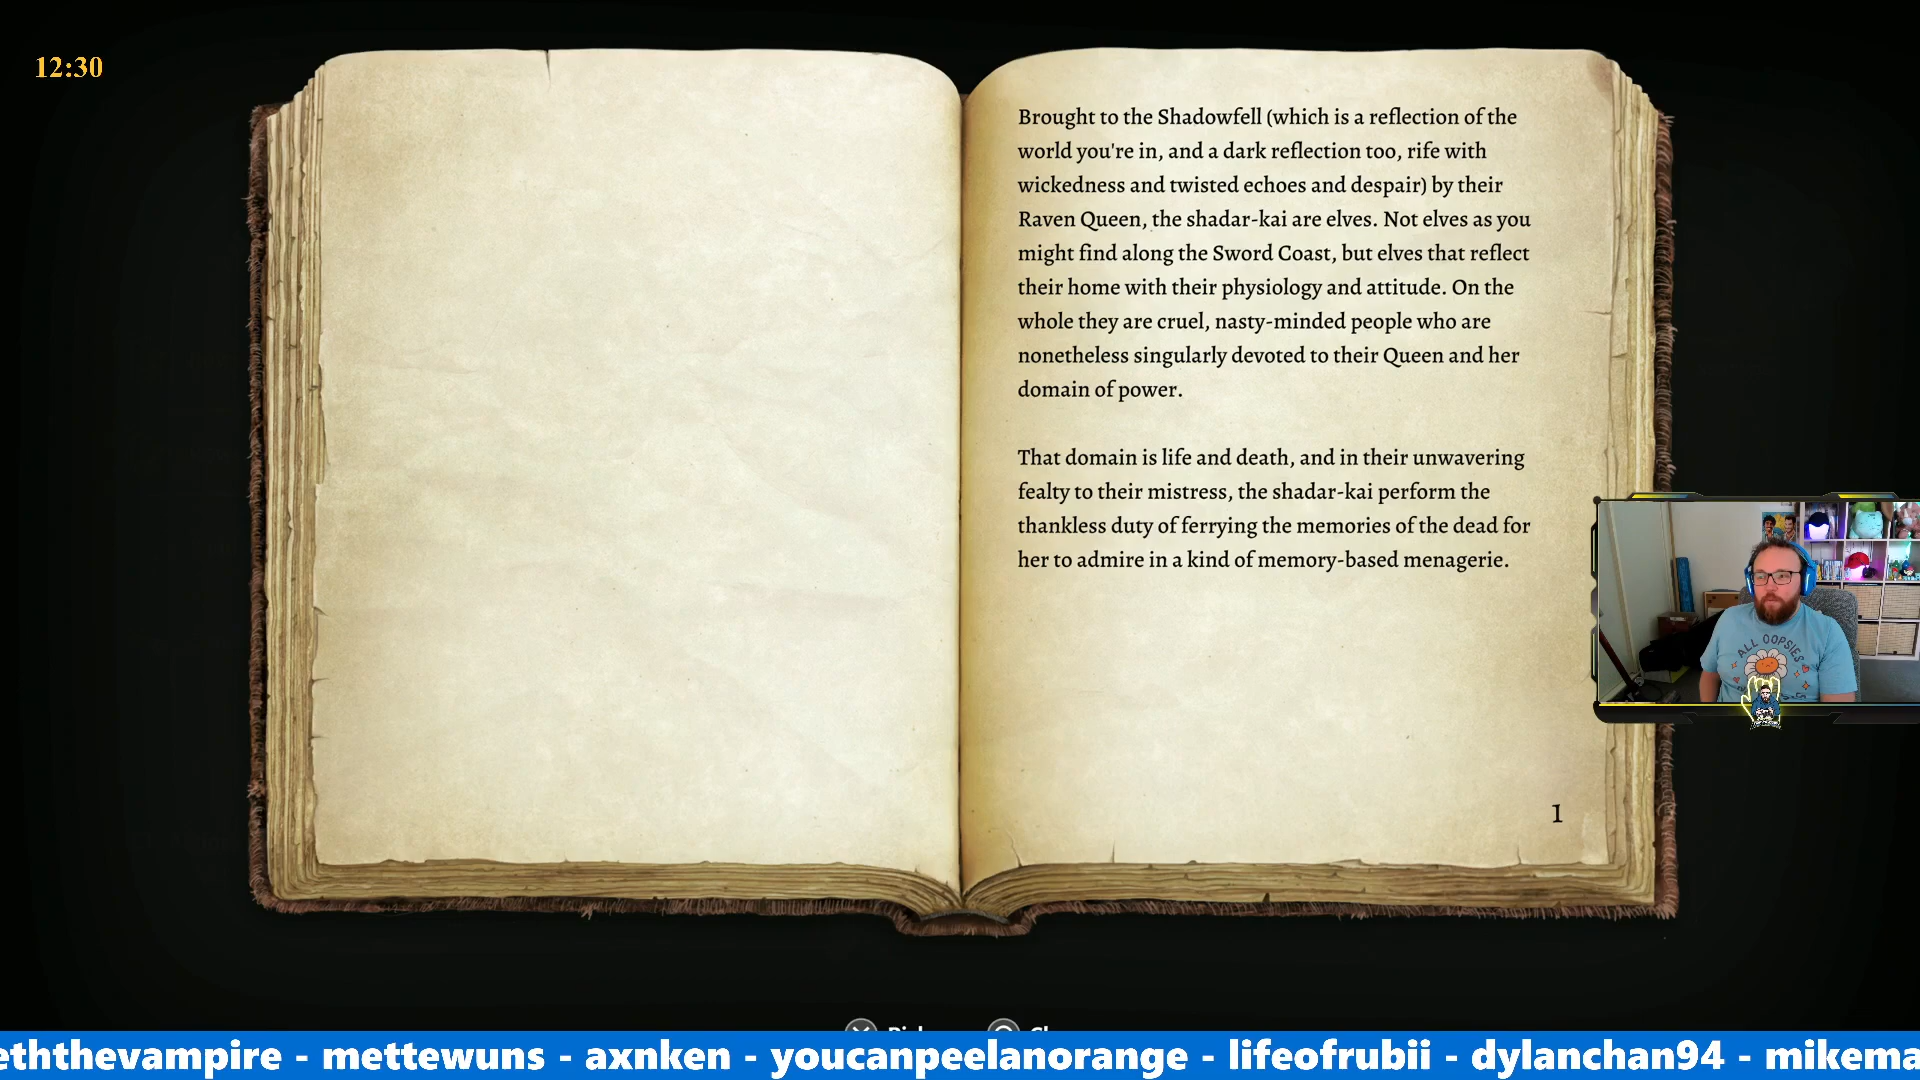 12:30
Brought to the Shadowfell (which is a reflection of the
world you're in, and a dark reflection too, rife with
wickedness and twisted echoes and despair) by their
Raven Queen, the shadar-kai are elves. Not elves as you
might find along the Sword Coast, but elves that reflect
their home with their physiology and attitude. On the
whole they are cruel, nasty-minded people who are
nonetheless singularly devoted to their Queen and her
domain of power.
That domain is life and death, and in their unwavering
fealty to their mistress, the shadar-kai perform the
thankless duty of ferrying the memories of the dead for
her to admire in a kind of memory-based menagerie.
1
ALL OOPSIES
eththevampire - mettewuns - axnken - youcanpeelanorange - lifeofrubii - dylanchan94 - mikema